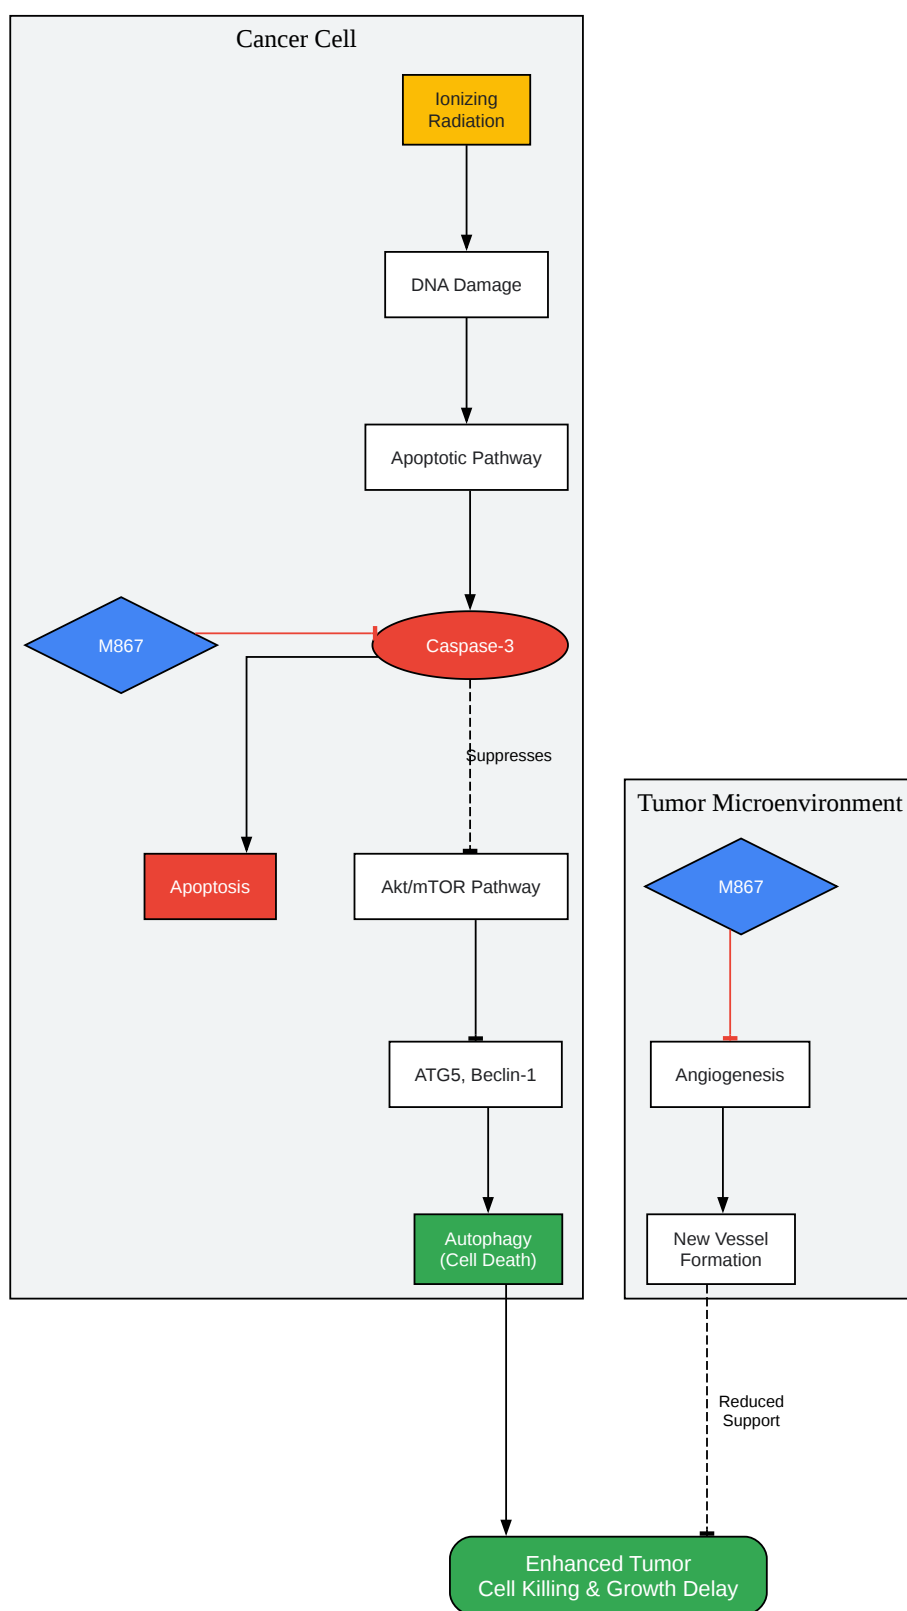 Cancer Cell
Ionizing
Radiation
DNA Damage
Apoptotic Pathway
M867
Caspase-3
Suppresses
Apoptosis
Akt/mTOR Pathway
ATG5, Beclin-1
Autophagy
(Cell Death)
Tumor Microenvironment
M867
Angiogenesis
New Vessel
Formation
Reduced
Support
Enhanced Tumor
Cell Killing & Growth Delay